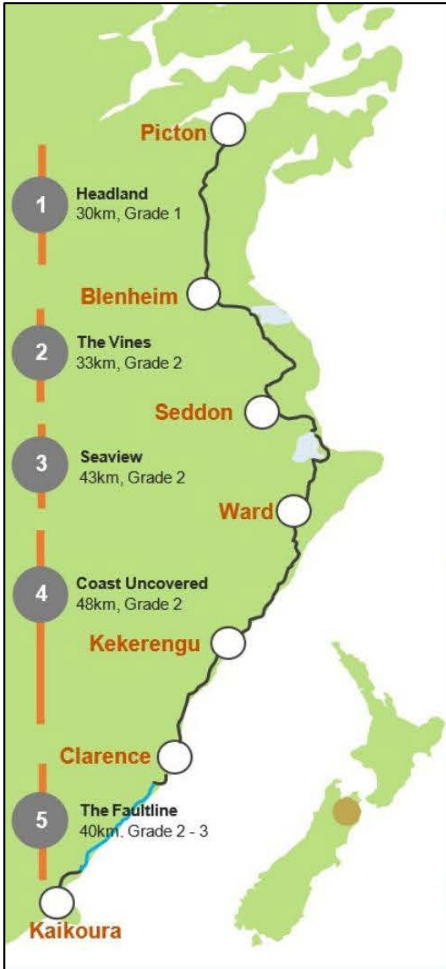 Picton
1
Headland
30km, Grade 1
Blenheim
2
The Vines
33km, Grade 2
Seddon
3
Seaview
43km, Grade 2
Ward
4
Coast Uncovered
48km, Grade 2
Kekerengu
Clarence
5
The Faultline
40km, Grade 2 - 3
Kaikoura